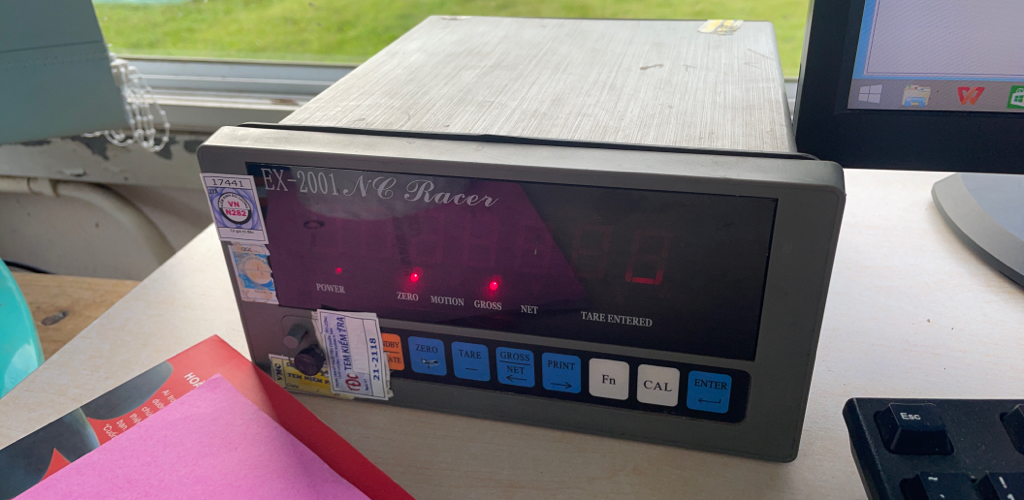 EX-2001 NC Racer
17441
VN
N282
POWER
ZERO
MOTION
GROSS
NET
TARE ENTERED
ZERO
TARE
GROSS
NET
PRINT
Fn
CAL
ENTER
TEM KIỂM TRA
21-2118
VNC
Esc